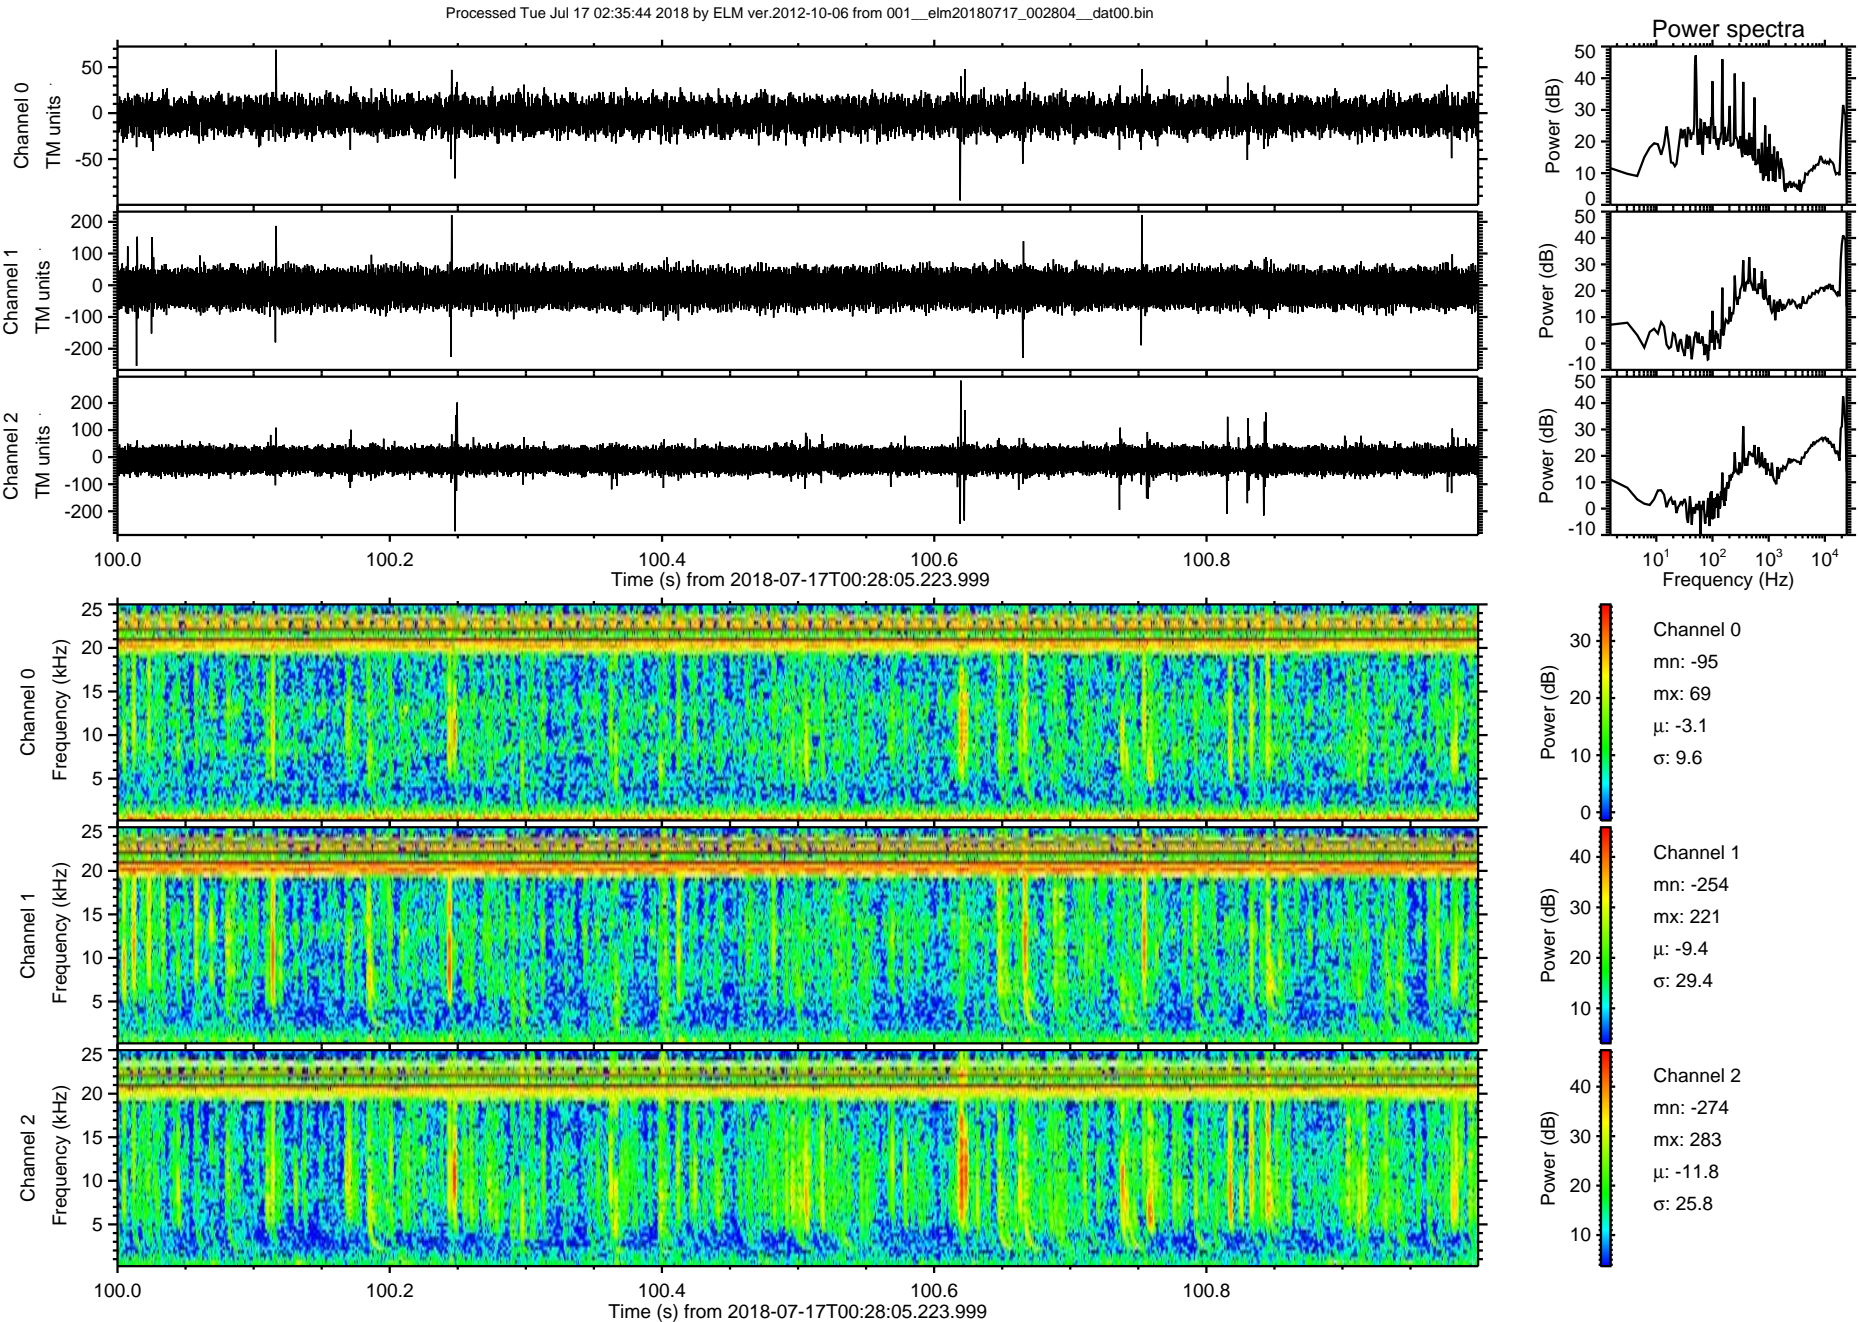 Processed Tue Jul 17 02:35:44 2018 by ELM ver.2012-10-06 from 001__elm20180717_002804__dat00.bin
Power spectra
Channel 0
TM units
50
0
-50
Power (dB)
50
40
30
20
10
0
Channel 1
TM units
200
100
0
-100
-200
Power (dB)
50
40
30
20
10
0
-10
Channel 2
TM units
200
100
0
-100
-200
Power (dB)
50
40
30
20
10
0
-10
100.0 100.2 100.4 100.6 100.8
Time (s) from 2018-07-17T00:28:05.223.999
10¹ 10² 10³ 10⁴
Frequency (Hz)
Channel 0
Frequency (kHz)
25
20
15
10
5
Power (dB)
30
20
10
0
Channel 0
mn: -95
mx: 69
μ: -3.1
σ: 9.6
Channel 1
Frequency (kHz)
25
20
15
10
5
Power (dB)
40
30
20
10
Channel 1
mn: -254
mx: 221
μ: -9.4
σ: 29.4
Channel 2
Frequency (kHz)
25
20
15
10
5
Power (dB)
40
30
20
10
Channel 2
mn: -274
mx: 283
μ: -11.8
σ: 25.8
100.0 100.2 100.4 100.6 100.8
Time (s) from 2018-07-17T00:28:05.223.999